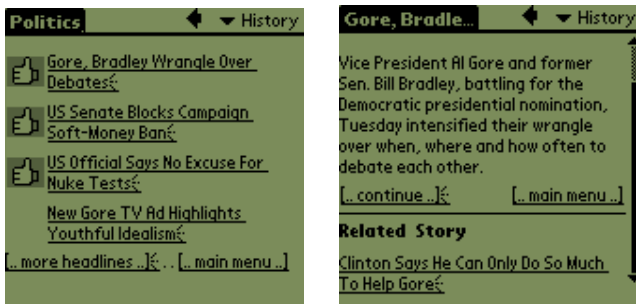 Politics
History
Gore, Bradley Wrangle Over
Debates
US Senate Blocks Campaign
Soft-Money Ban
US Official Says No Excuse For
Nuke Tests
New Gore TV Ad Highlights
Youthful Idealism
[.. more headlines ..] . . [.. main menu ..]
Gore, Bradle...
History
Vice President Al Gore and former
Sen. Bill Bradley, battling for the
Democratic presidential nomination,
Tuesday intensified their wrangle
over when, where and how often to
debate each other.
[.. continue ..] [.. main menu ..]
Related Story
Clinton Says He Can Only Do So Much
To Help Gore